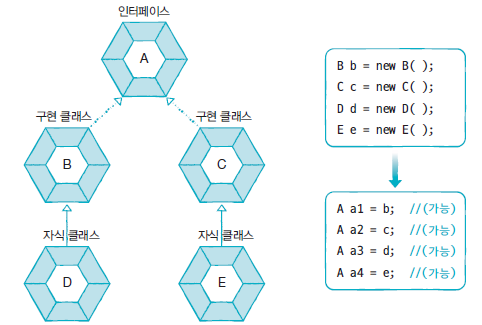 인터페이스
A
구현 클래스
구현 클래스
B
C
자식 클래스
자식 클래스
D
E
B b = new B( );
C c = new C( );
D d = new D( );
E e = new E( );
A a1 = b; //(가능)
A a2 = c; //(가능)
A a3 = d; //(가능)
A a4 = e; //(가능)